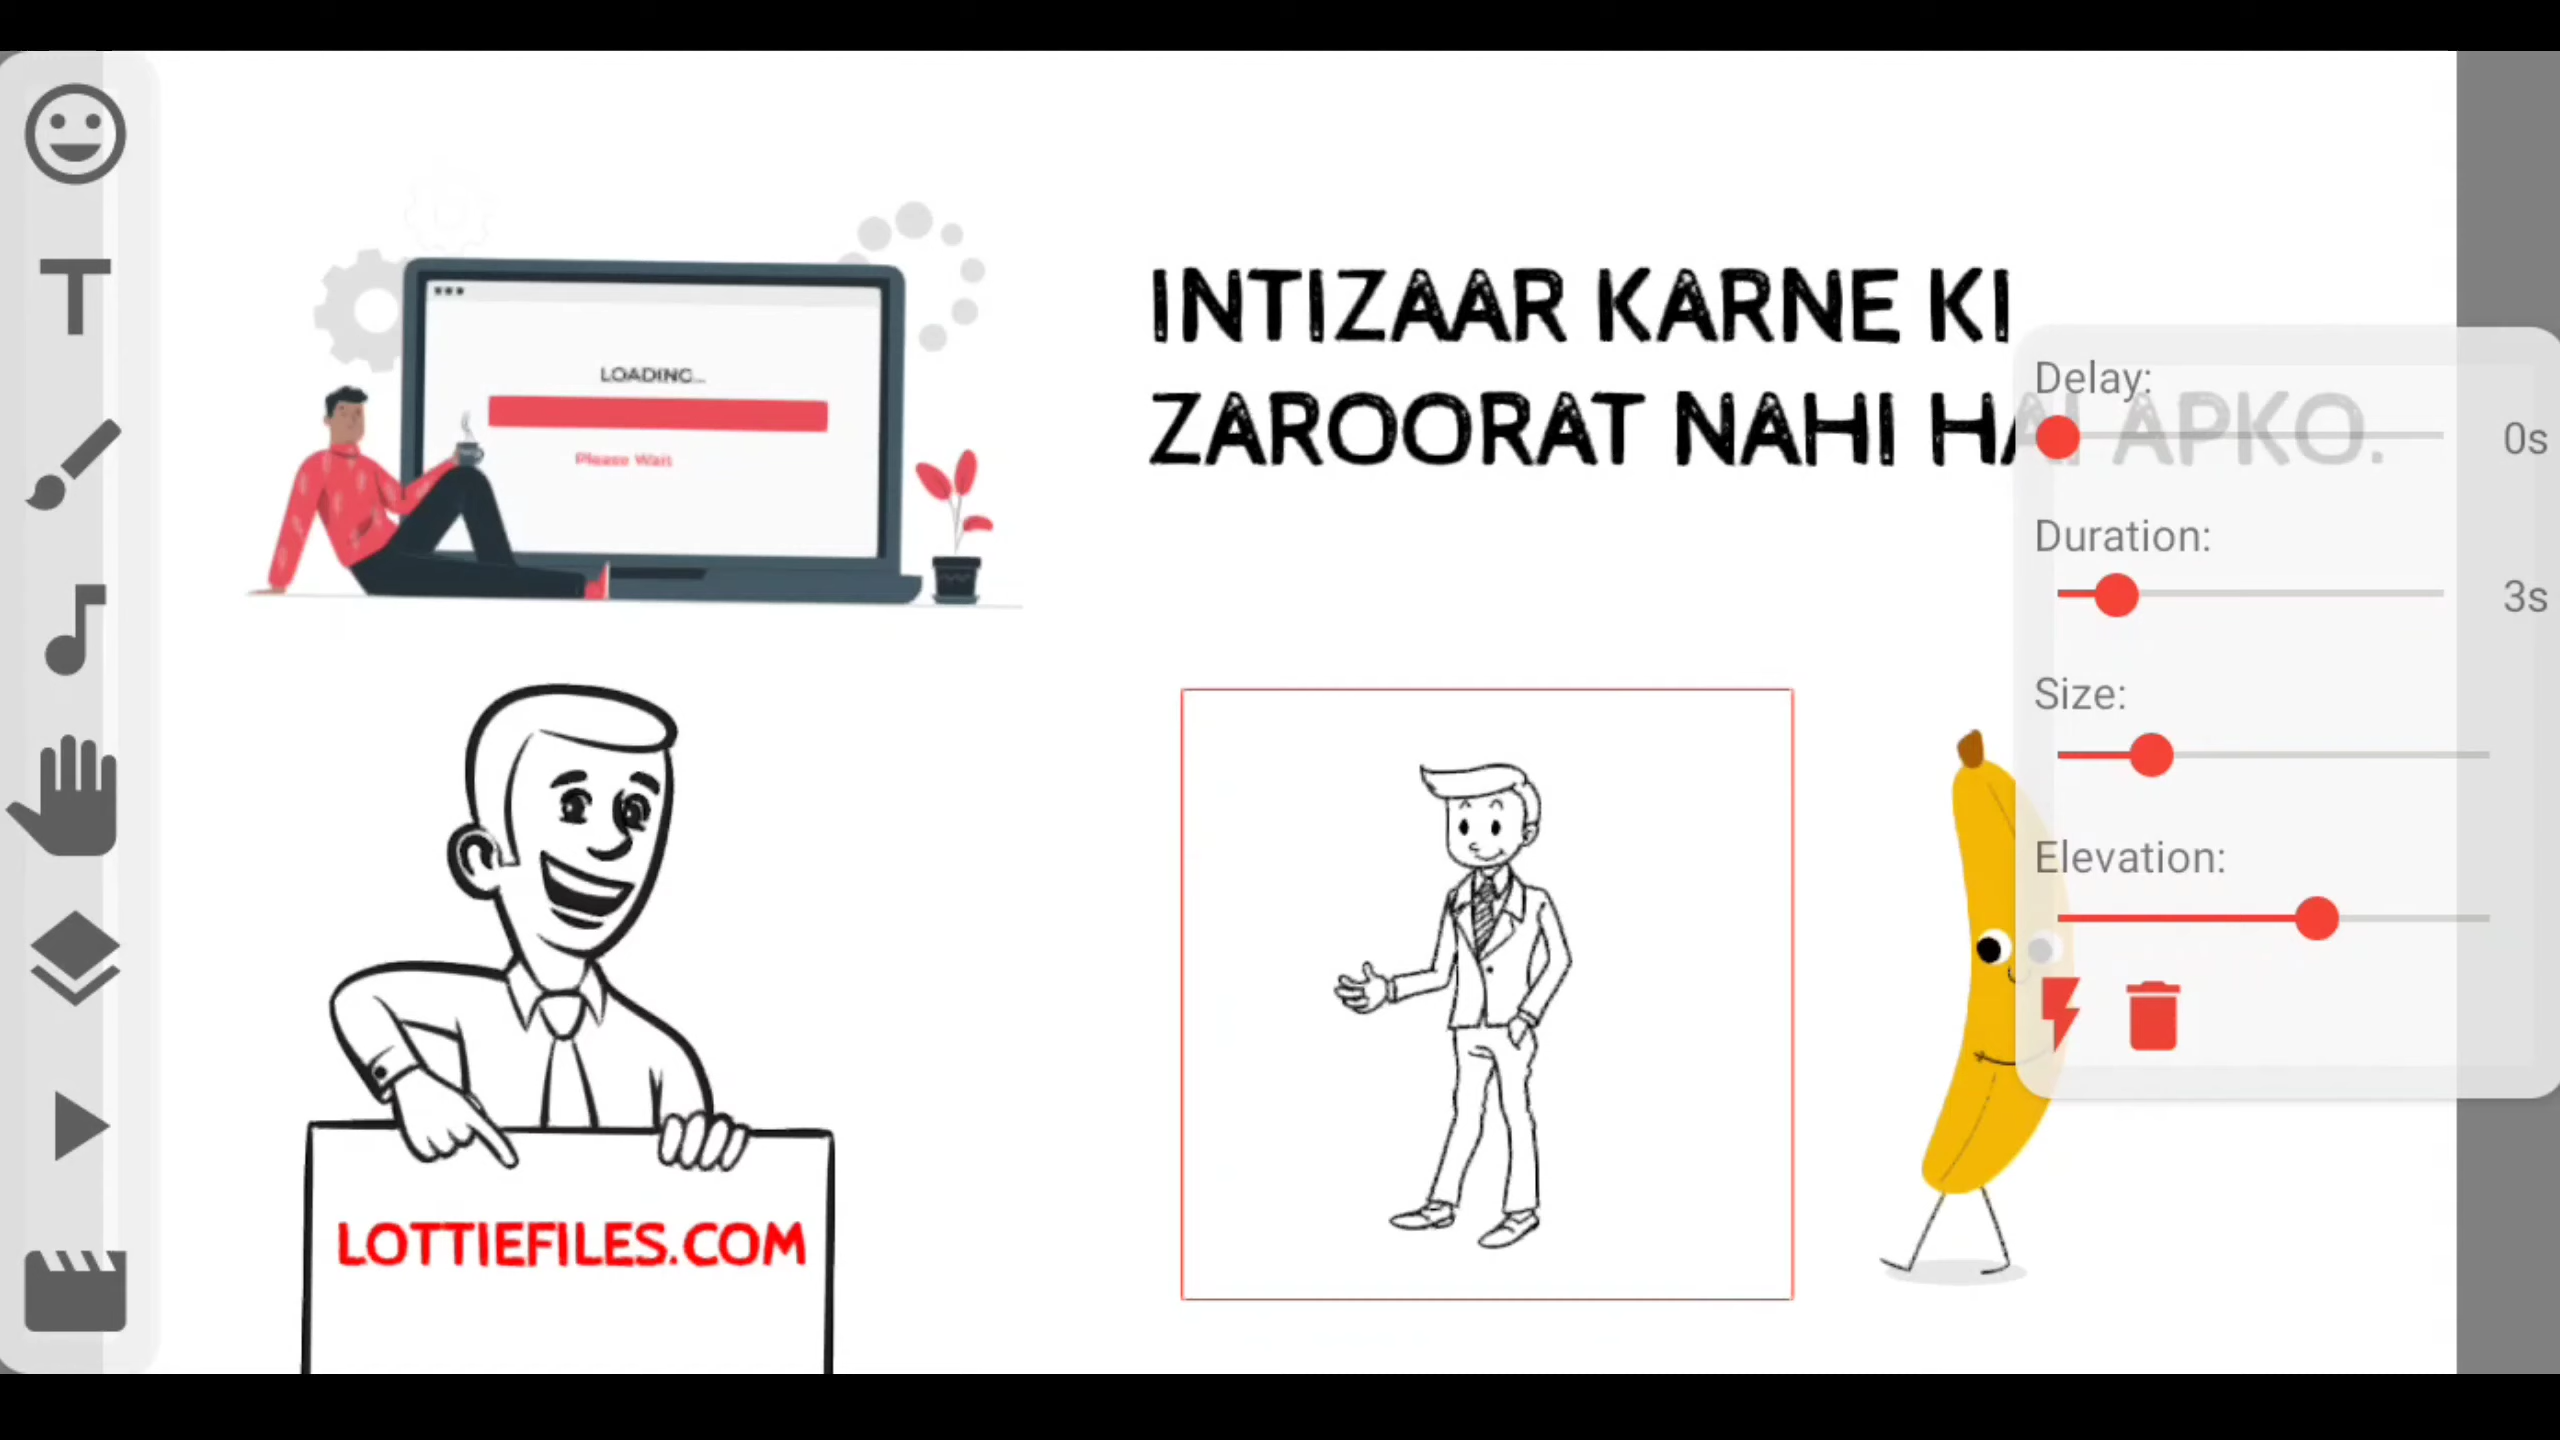 INTIZAAR KARNE KI
ZAROORAT NAHI HAI APKO.
LOADING...
Please Wait
Delay:
0s
Duration:
3s
Size:
Elevation:
LOTTIEFILES.COM